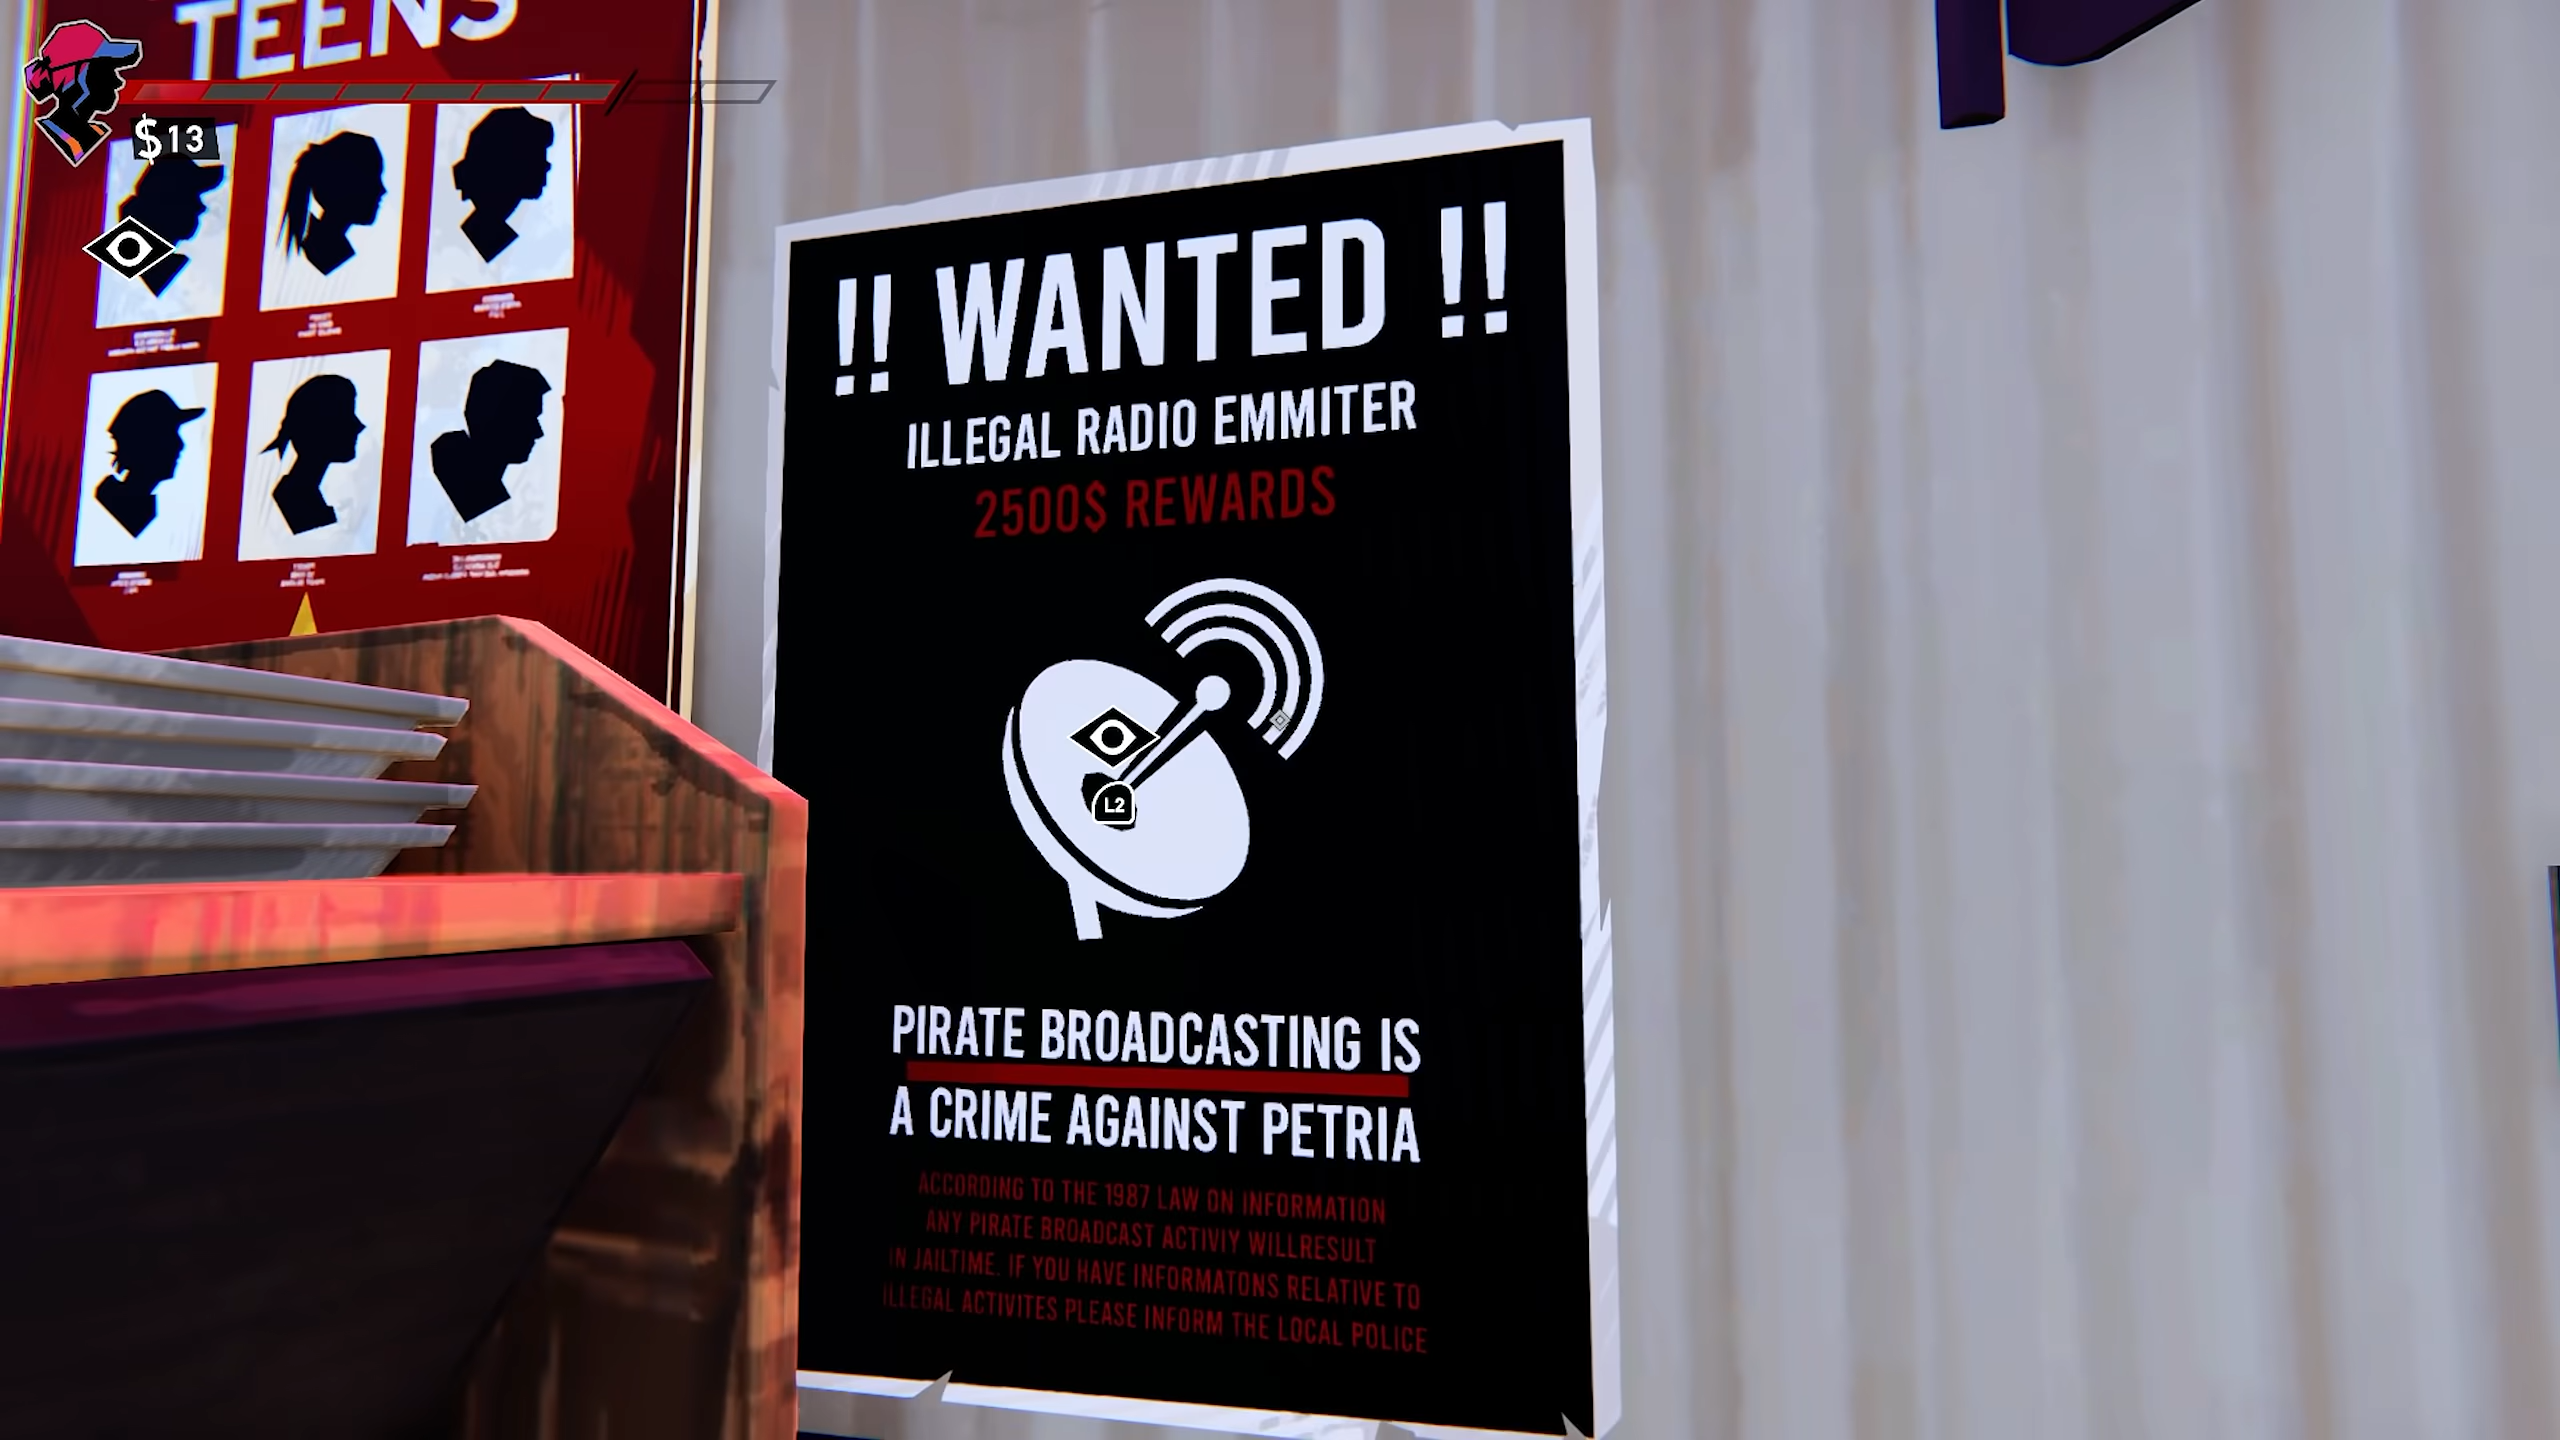 TEENS
$13
!! WANTED !!
ILLEGAL RADIO EMMITER
2500$ REWARDS
L2
PIRATE BROADCASTING IS
A CRIME AGAINST PETRIA
ACCORDING TO THE 1987 LAW ON INFORMATION
ANY PIRATE BROADCAST ACTIVIY WILLRESULT
IN JAILTIME. IF YOU HAVE INFORMATONS RELATIVE TO
ILLEGAL ACTIVITES PLEASE INFORM THE LOCAL POLICE